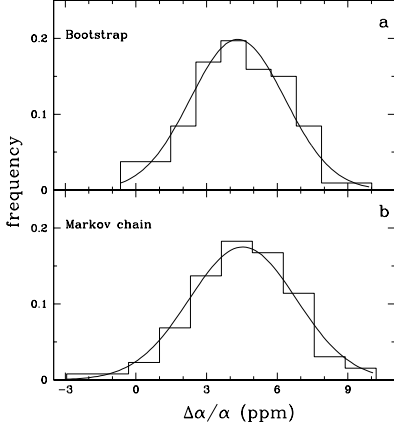 a
Bootstrap
0.2
0.1
0
frequency
b
Markov chain
0.2
0.1
0
−3 0 3 6 9
Δα/α (ppm)